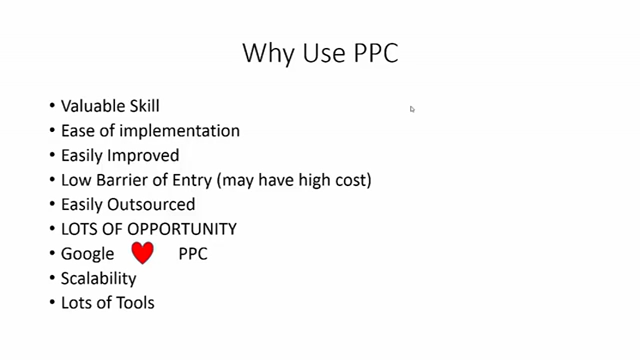 Why Use PPC
• Valuable Skill
• Ease of implementation
• Easily Improved
• Low Barrier of Entry (may have high cost)
• Easily Outsourced
• LOTS OF OPPORTUNITY
• Google PPC
• Scalability
• Lots of Tools